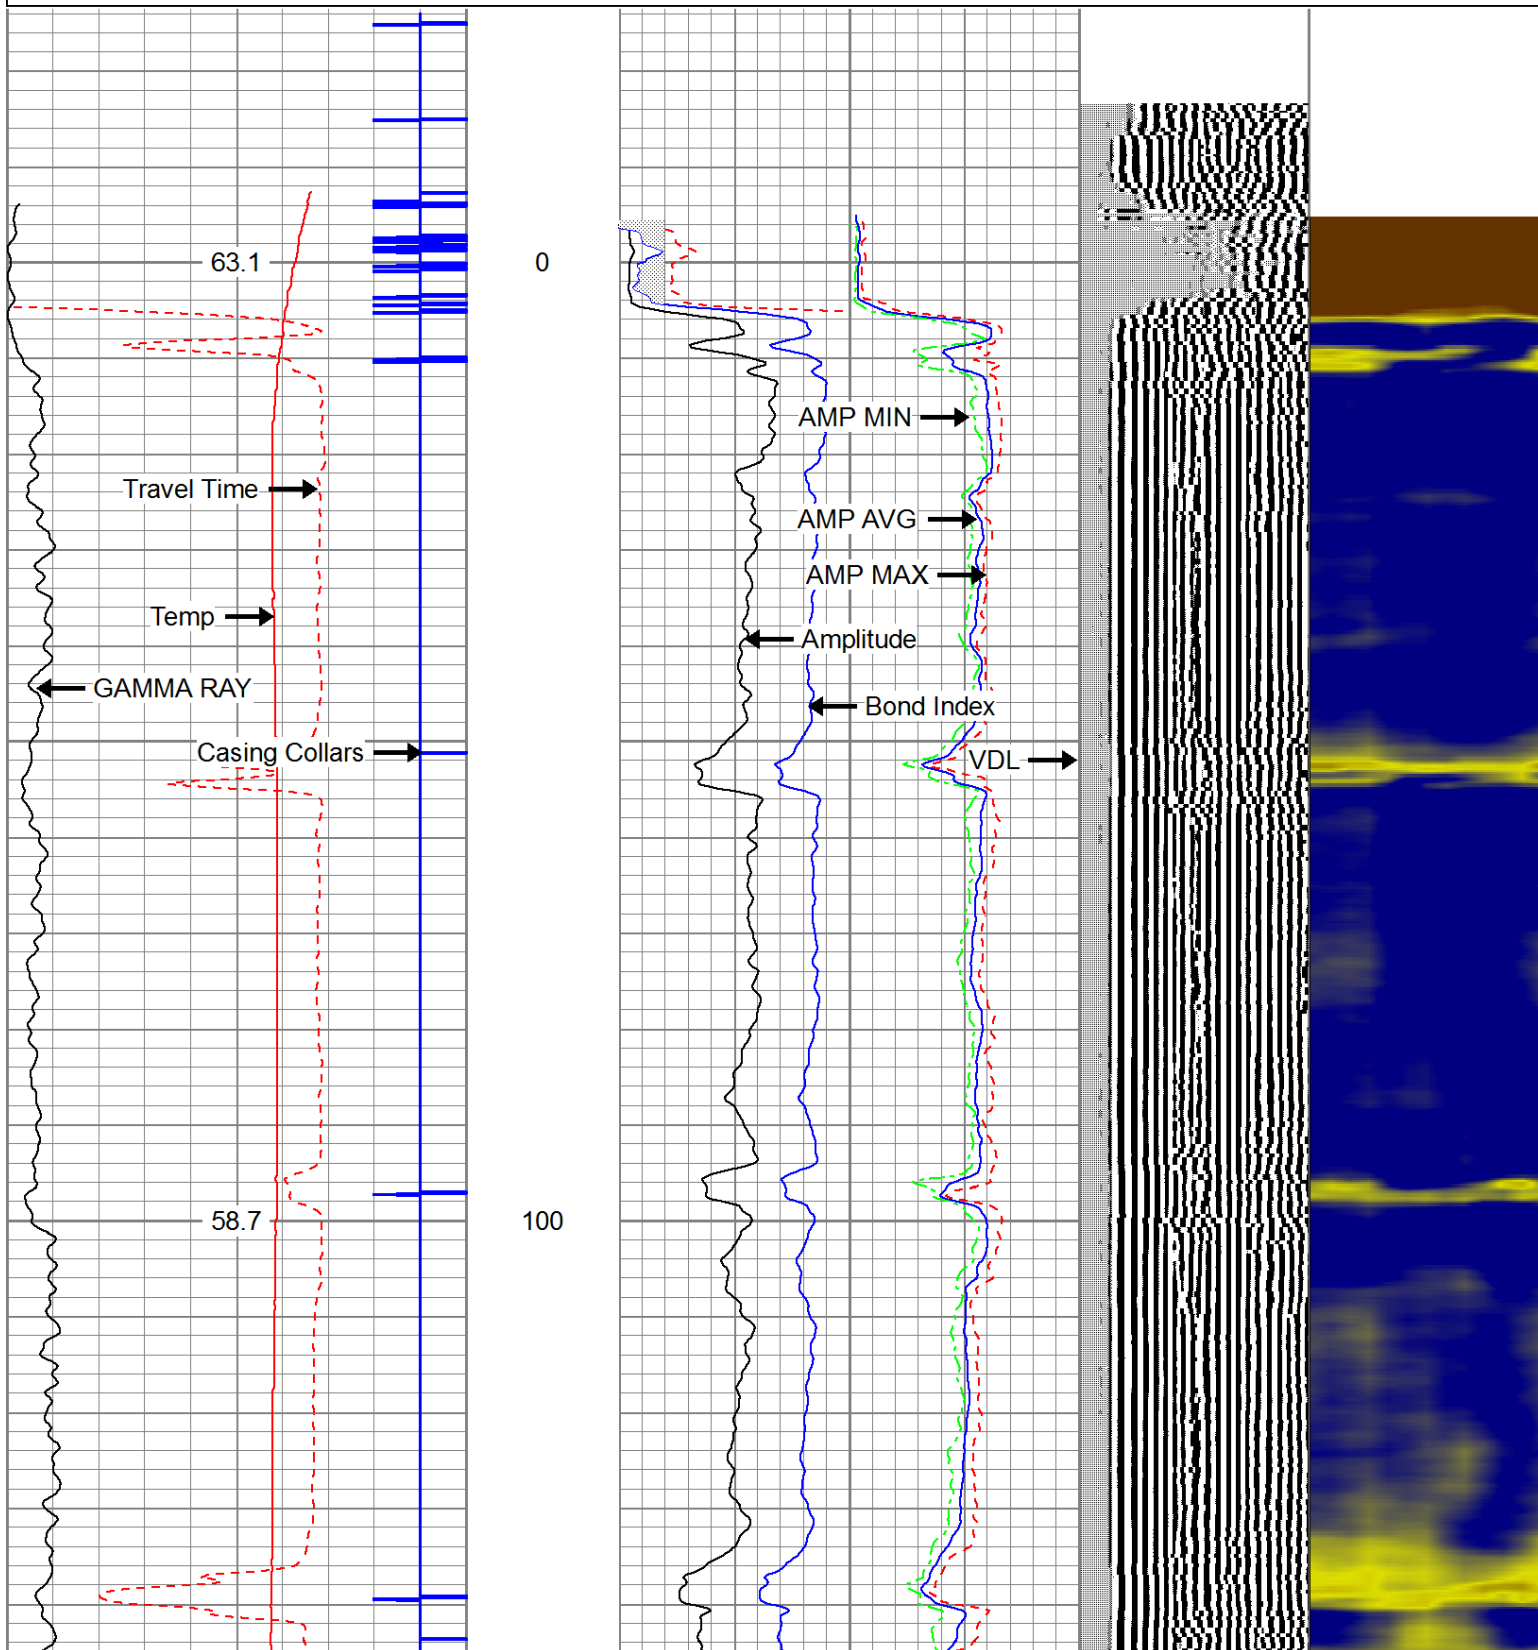 63.1
0
AMP MIN
Travel Time
AMP AVG
AMP MAX
Temp
Amplitude
GAMMA RAY
Bond Index
Casing Collars
VDL
58.7
100